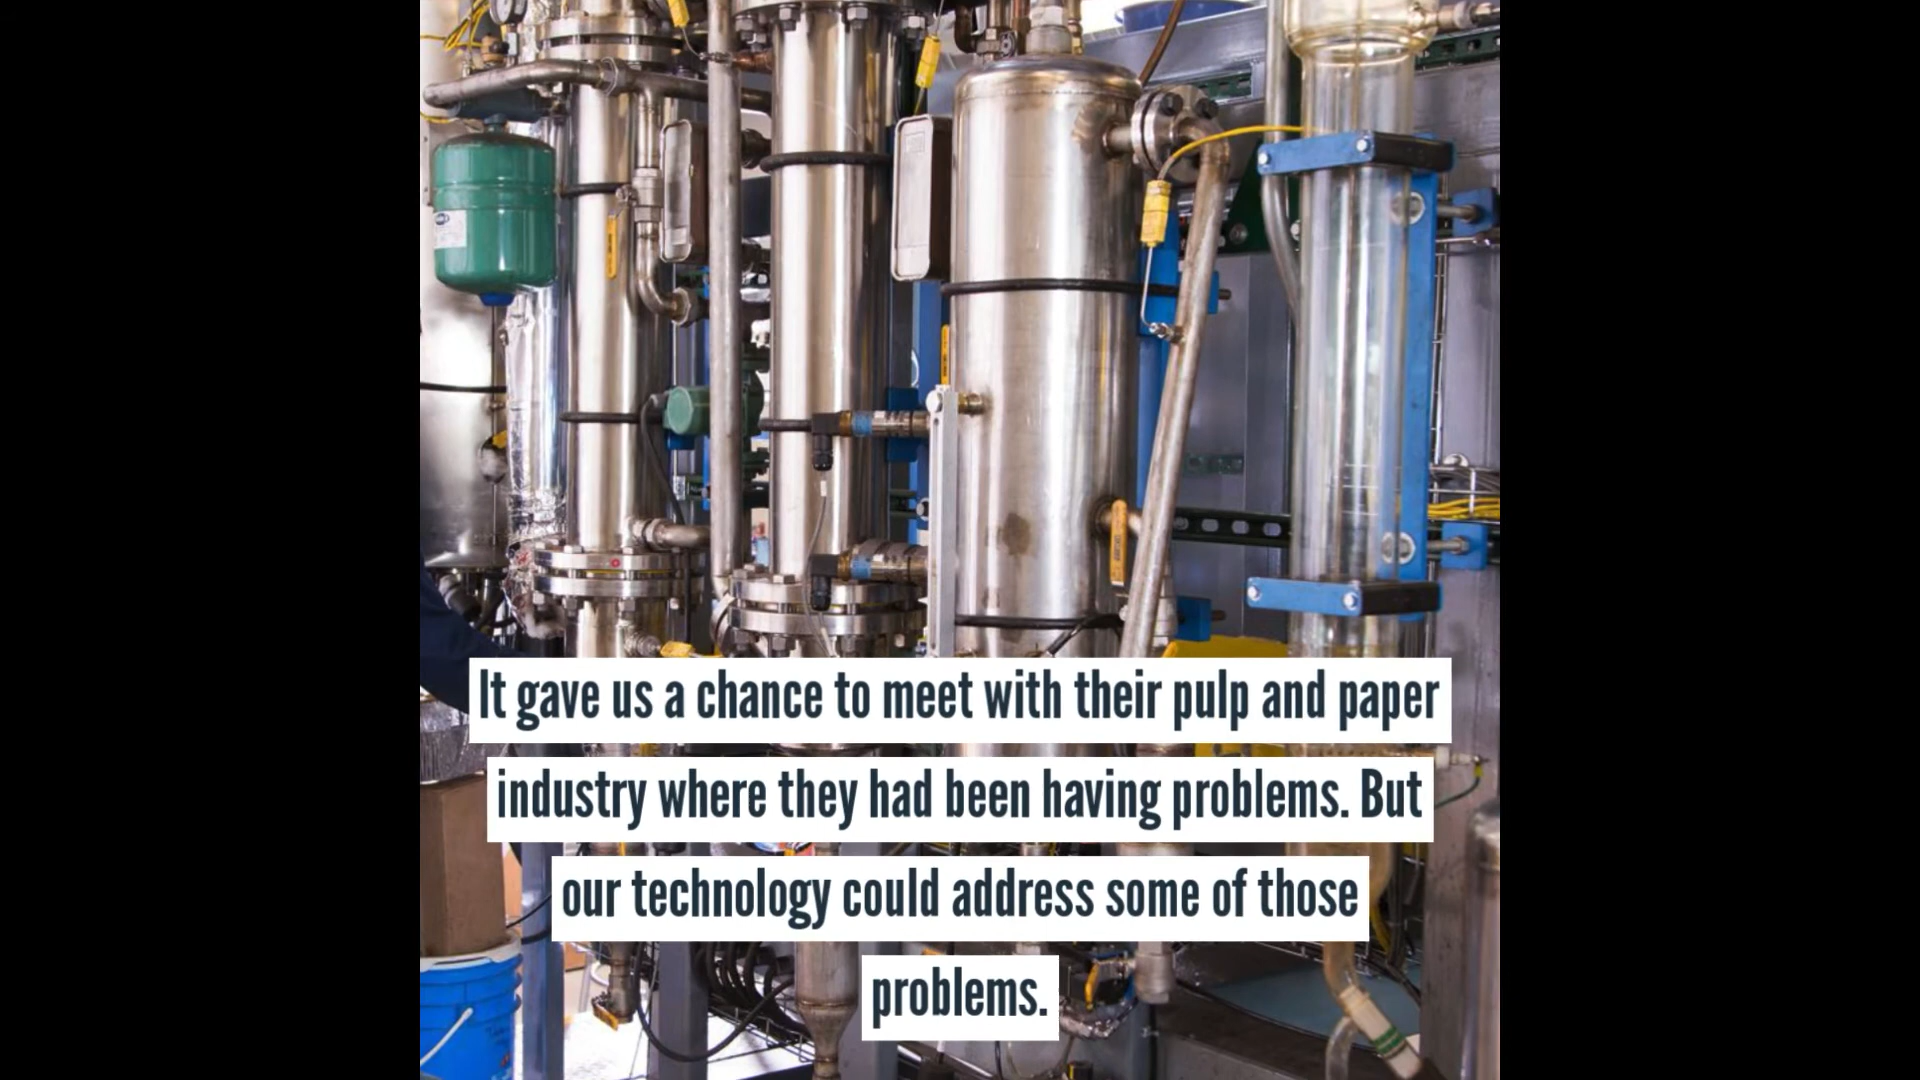 It gave us a chance to meet with their pulp and paper
industry where they had been having problems. But
our technology could address some of those
problems.